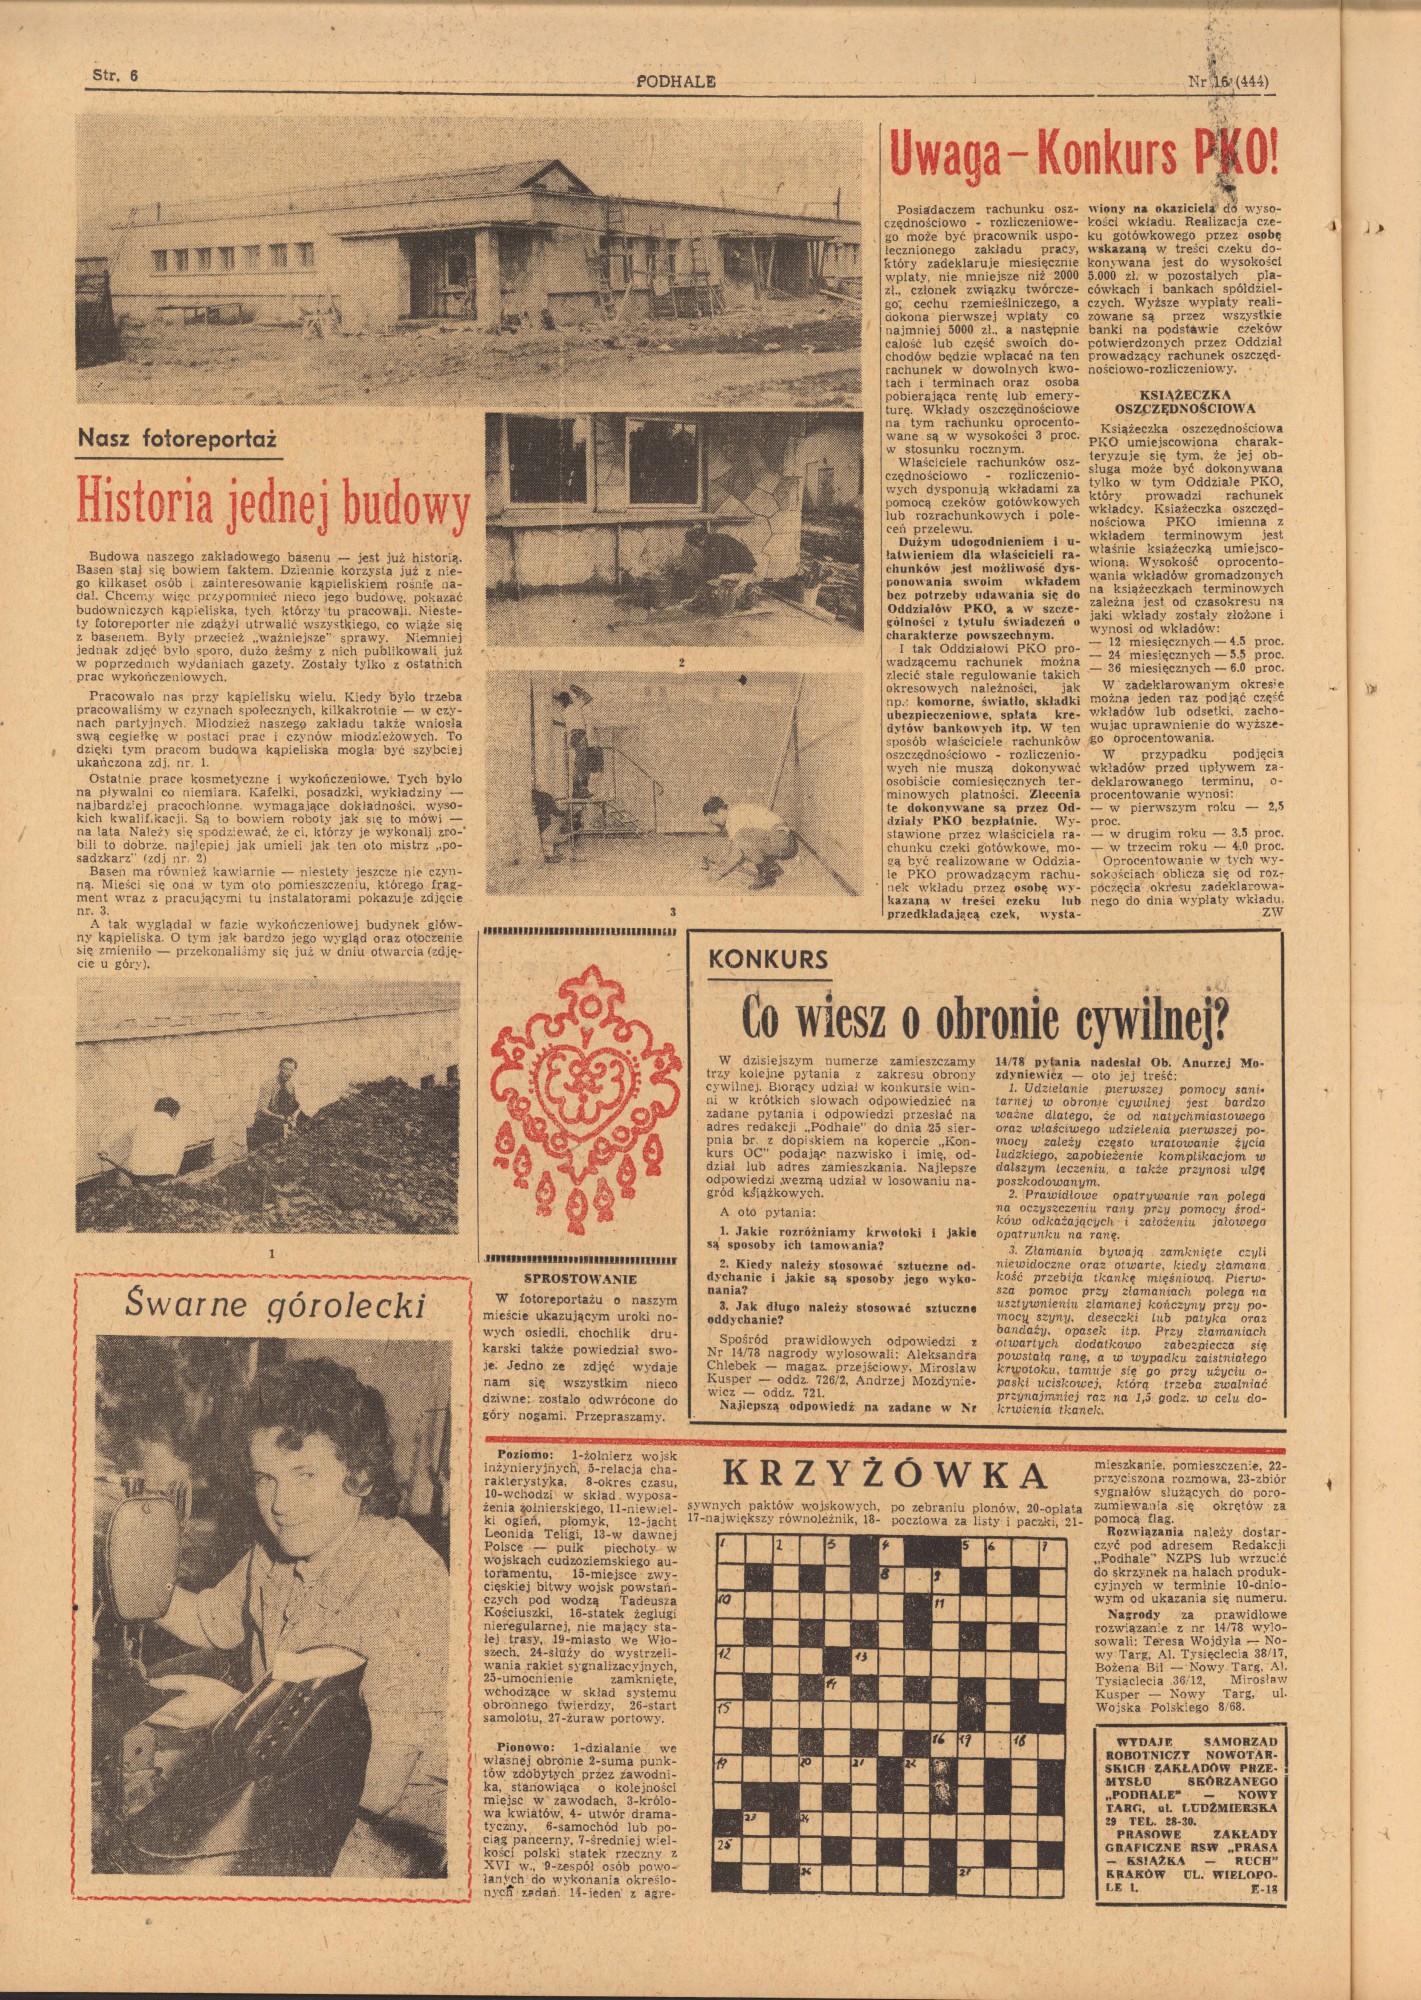 Str. 6
PODHALE
Nr 16 (444)
Nasz fotoreportaż
Historia jednej budowy
Budowa naszego zakładowego basenu — jest już historią.
Basen stał się bowiem faktem. Dziennie korzysta już z nie-
go kilkaset osób i zainteresowanie kąpieliskiem rośnie na-
dal. Chcemy więc przypomnieć nieco jego budowę, pokazać
budowniczych kąpieliska, tych, którzy tu pracowali. Nieste-
ty fotoreporter nie zdążył utrwalić wszystkiego, co wiąże się
z basenem. Były przecież „ważniejsze” sprawy. Niemniej
jednak zdjęć było sporo, dużo żeśmy z nich publikowali już
w poprzednich wydaniach gazety. Zostały tylko z ostatnich
prac wykończeniowych.
Pracowało nas przy kąpielisku wielu. Kiedy było trzeba
pracowaliśmy w czynach społecznych, kilkakrotnie — w czy-
nach partyjnych. Młodzież naszego zakładu także wniosła
swą cegiełkę w postaci prac i czynów młodzieżowych. To
dzięki tym pracom budowa kąpieliska mogła być szybciej
ukańczona zdj. nr. 1.
Ostatnie prace kosmetyczne i wykończeniowe. Tych było
na pływalni co niemiara. Kafelki, posadzki, wykładziny —
najbardziej pracochłonne. wymagające dokładności, wyso-
kich kwalifikacji. Są to bowiem roboty jak się to mówi —
na lata. Należy się spodziewać, że ci, którzy je wykonali zro-
bili to dobrze. najlepiej jak umieli jak ten oto mistrz „po-
sadzkarz” (zdj nr. 2)
Basen ma również kawiarnie — niestety jeszcze nie czyn-
ną. Mieści się ona w tym oto pomieszczeniu, którego frag-
ment wraz z pracującymi tu instalatorami pokazuje zdjęcie
nr. 3.
A tak wyglądał w fazie wykończeniowej budynek głów-
ny kąpieliska. O tym jak bardzo jego wygląd oraz otoczenie
się zmieniło — przekonaliśmy się już w dniu otwarcia (zdję-
cie u góry).
2
3
1
Uwaga – Konkurs PKO!
Posiadaczem rachunku osz-
czędnościowo - rozliczeniowe-
go może być pracownik uspo
łecznionego zakładu pracy,
który zadeklaruje miesięcznie
wpłaty, nie mniejsze niż 2000
zł., członek związku twórcze-
go, cechu rzemieślniczego, a
dokona pierwszej wpłaty co
najmniej 5000 zł., a następnie
całość lub część swoich do-
chodów będzie wpłacać na ten
rachunek w dowolnych kwo-
tach i terminach oraz osoba
pobierająca rentę lub emery-
turę. Wkłady oszczędnościowe
na tym rachunku oprocento-
wane są w wysokości 3 proc.
w stosunku rocznym.
Właściciele rachunków osz-
czędnościowo - rozliczenio-
wych dysponują wkładami za
pomocą czeków gotówkowych
lub rozrachunkowych i pole-
ceń przelewu.
Dużym udogodnieniem i u-
łatwieniem dla właścicieli ra-
chunków jest możliwość dys-
ponowania swoim wkładem
bez potrzeby udawania się do
Oddziałów PKO, a w szcze-
gólności z tytułu świadczeń o
charakterze powszechnym.
I tak Oddziałowi PKO pro-
wadzącemu rachunek można
zlecić stałe regulowanie takich
okresowych należności, jak
np.: komorne, światło, składki
ubezpieczeniowe, spłata kre-
dytów bankowych itp. W ten
sposób właściciele rachunków
oszczędnościowo - rozliczenio-
wych nie muszą dokonywać
osobiście comiesięcznych ter-
minowych płatności. Zlecenia
te dokonywane są przez Od-
działy PKO bezpłatnie. Wy-
stawione przez właściciela ra-
chunku czeki gotówkowe, mo-
gą być realizowane w Oddzia-
le PKO prowadzącym rachu-
nek wkładu przez osobę wy-
kazaną w treści czeku lub
przedkładającą czek, wysta-
wiony na okaziciela do wyso-
kości wkładu. Realizacja cze-
ku gotówkowego przez osobę
wskazaną w treści czeku do-
konywana jest do wysokości
5.000 zł. w pozostałych pla-
cówkach i bankach spółdziel-
czych. Wyższe wypłaty reali-
zowane są przez wszystkie
banki na podstawie czeków
potwierdzonych przez Oddział
prowadzący rachunek oszczęd-
nościowo-rozliczeniowy.
KSIĄŻECZKA
OSZCZĘDNOŚCIOWA
Książeczka oszczędnościowa
PKO umiejscowiona charak-
teryzuje się tym, że jej ob-
sługa może być dokonywana
tylko w tym Oddziale PKO,
który prowadzi rachunek
wkładcy. Książeczka oszczęd-
nościowa PKO imienna z
wkładem terminowym jest
właśnie książeczką umiejsco-
wioną. Wysokość oprocento-
wania wkładów gromadzonych
na książeczkach terminowych
zależna jest od czasokresu na
jaki wkłady zostały złożone i
wynosi od wkładów:
— 12 miesięcznych — 4.5 proc.
— 24 miesięcznych — 5.5 proc.
— 36 miesięcznych — 6.0 proc.
W zadeklarowanym okresie
można jeden raz podjąć część
wkładów lub odsetki, zacho-
wując uprawnienie do wyższe-
go oprocentowania.
W przypadku podjęcia
wkładów przed upływem za-
deklarowanego terminu, o-
procentowanie wynosi:
— w pierwszym roku — 2,5
proc.
— w drugim roku — 3.5 proc.
— w trzecim roku — 4.0 proc.
Oprocentowanie w tych wy-
sokościach oblicza się od roz-
poczęcia okresu zadeklarowa-
nego do dnia wypłaty wkładu.
ZW
KONKURS
Co wiesz o obronie cywilnej?
W dzisiejszym numerze zamieszczamy
trzy kolejne pytania z zakresu obrony
cywilnej. Biorący udział w konkursie win-
ni w krótkich słowach odpowiedzieć na
zadane pytania i odpowiedzi przesłać na
adres redakcji „Podhale” do dnia 25 sier-
pnia br. z dopiskiem na kopercie „Kon-
kurs OC” podając nazwisko i imię, od-
dział lub adres zamieszkania. Najlepsze
odpowiedzi wezmą udział w losowaniu na-
gród książkowych.
A oto pytania:
1. Jakie rozróżniamy krwotoki i jakie
są sposoby ich tamowania?
2. Kiedy należy stosować sztuczne od-
dychanie i jakie są sposoby jego wyko-
nania?
3. Jak długo należy stosować sztuczne
oddychanie?
Spośród prawidłowych odpowiedzi z
Nr 14/78 nagrody wylosowali: Aleksandra
Chlebek — magaz. przejściowy, Mirosław
Kusper — oddz. 726/2, Andrzej Mozdynie-
wicz — oddz. 721.
Najlepszą odpowiedź na zadane w Nr
14/78 pytania nadesłał Ob. Anurzej Mo-
zdyniewicz — oto jej treść:
1. Udzielanie pierwszej pomocy sani-
tarnej w obronie cywilnej jest bardzo
ważne dlatego, że od natychmiastowego
oraz właściwego udzielenia pierwszej po-
mocy zależy często uratowanie życia
ludzkiego, zapobieżenie komplikacjom w
dalszym leczeniu, a także przynosi ulgę
poszkodowanym.
2. Prawidłowe opatrywanie ran polega
na oczyszczeniu rany przy pomocy środ-
ków odkażających i założeniu jałowego
opatrunku na ranę.
3. Złamania bywają zamknięte czyli
niewidoczne oraz otwarte, kiedy złamana
kość przebija tkankę mięśniową. Pierw-
sza pomoc przy złamaniach polega na
usztywnieniu złamanej kończyny przy po-
mocy szyny, deseczki lub patyka oraz
bandaży, opasek itp. Przy złamaniach
otwartych dodatkowo zabezpiecza się
powstałą ranę, a w wypadku zaistniałego
krwotoku, tamuje się go przy użyciu o-
paski uciskowej, którą trzeba zwalniać
przynajmniej raz na 1,5 godz. w celu do-
krwienia tkanek.
SPROSTOWANIE
W fotoreportażu o naszym
mieście ukazującym uroki no-
wych osiedli, chochlik dru-
karski także powiedział swo-
je. Jedno ze zdjęć wydaje
nam się wszystkim nieco
dziwne: zostało odwrócone do
góry nogami. Przepraszamy.
Śwarne górolecki
KRZYŻÓWKA
Poziomo: 1-żołnierz wojsk
inżynieryjnych, 5-relacja cha-
rakterystyka, 8-okres czasu,
10-wchodzi w skład wyposa-
żenia żołnierskiego, 11-niewiel-
ki ogień, płomyk, 12-jacht
Leonida Teligi, 13-w dawnej
Polsce — pułk piechoty w
wojskach cudzoziemskiego au-
toramentu, 15-miejsce zwy-
cięskiej bitwy wojsk powstań-
czych pod wodzą Tadeusza
Kościuszki, 16-statek żeglugi
nieregularnej, nie mający sta-
łej trasy, 19-miasto we Wło-
szech, 24-służy do wystrzeli-
wania rakiet sygnalizacyjnych,
25-umocnienie zamknięte,
wchodzące w skład systemu
obronnego twierdzy, 26-start
samolotu, 27-żuraw portowy.
Pionowo: 1-działanie we
własnej obronie 2-suma punk-
tów zdobytych przez zawodni-
ka, stanowiąca o kolejności
miejsc w zawodach, 3-królo-
wa kwiatów, 4- utwór drama-
tyczny, 6-samochód lub po-
ciąg pancerny, 7-średniej wiel-
kości polski statek rzeczny z
XVI w., 9-zespół osób powo-
łanych do wykonania określo-
nych zadań. 14-jeden z agre-
sywnych paktów wojskowych,
17-największy równoleżnik, 18-
po zebraniu plonów, 20-opłata
pocztowa za listy i paczki, 21-
mieszkanie, pomieszczenie, 22-
przyciszona rozmowa, 23-zbiór
sygnałów służących do poro-
zumiewania się okrętów za
pomocą flag.
Rozwiązania należy dostar-
czyć pod adresem Redakcji
„Podhale” NZPS lub wrzucić
do skrzynek na halach produk-
cyjnych w terminie 10-dnio-
wym od ukazania się numeru.
Nagrody za prawidłowe
rozwiązanie z nr 14/78 wylo-
sowali: Teresa Wojdyła — No-
wy Targ, Al. Tysięclecia 38/17,
Bożena Bil — Nowy Targ, Al.
Tysiąclecia 36/12, Mirosław
Kusper — Nowy Targ, ul.
Wojska Polskiego 8/68.
1 2 3 4 5 6 7
8 9
10 11
12 13
14
15
16 17 18
19 20 21 22
23 24
25
26 27
WYDAJE SAMORZĄD
ROBOTNICZY NOWOTAR-
SKICH ZAKŁADÓW PRZE-
MYSŁU SKÓRZANEGO
„PODHALE” — NOWY
TARG, ul. LUDŹMIERSKA
29 TEL. 28-30.
PRASOWE ZAKŁADY
GRAFICZNE RSW „PRASA
— KSIĄŻKA — RUCH”
KRAKÓW UL. WIELOPO-
LE 1. E-18